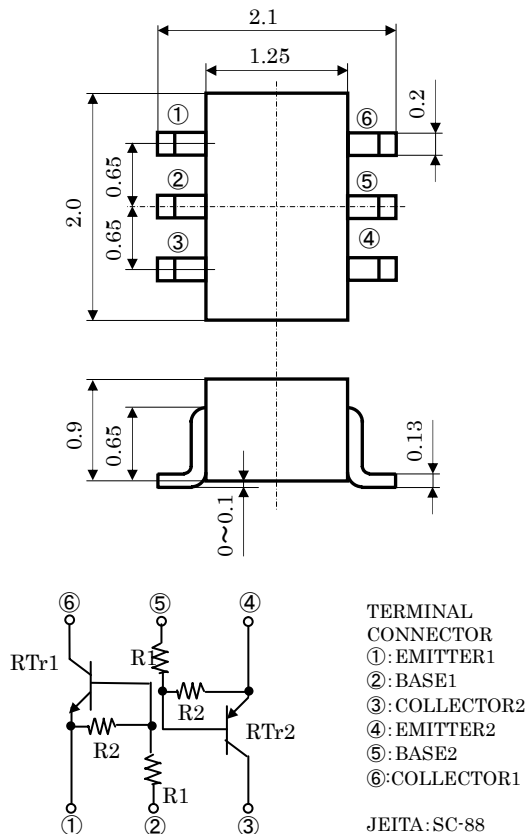 2.1
1.25
①
⑥
0.2
0.65
②
⑤
2.0
0.65
③
④
0.9
0.65
0.13
0~0.1
⑥
⑤
④
RTr1
R1
R2
R2
RTr2
R1
①
②
③
TERMINAL
CONNECTOR
①:EMITTER1
②:BASE1
③:COLLECTOR2
④:EMITTER2
⑤:BASE2
⑥:COLLECTOR1
JEITA:SC-88